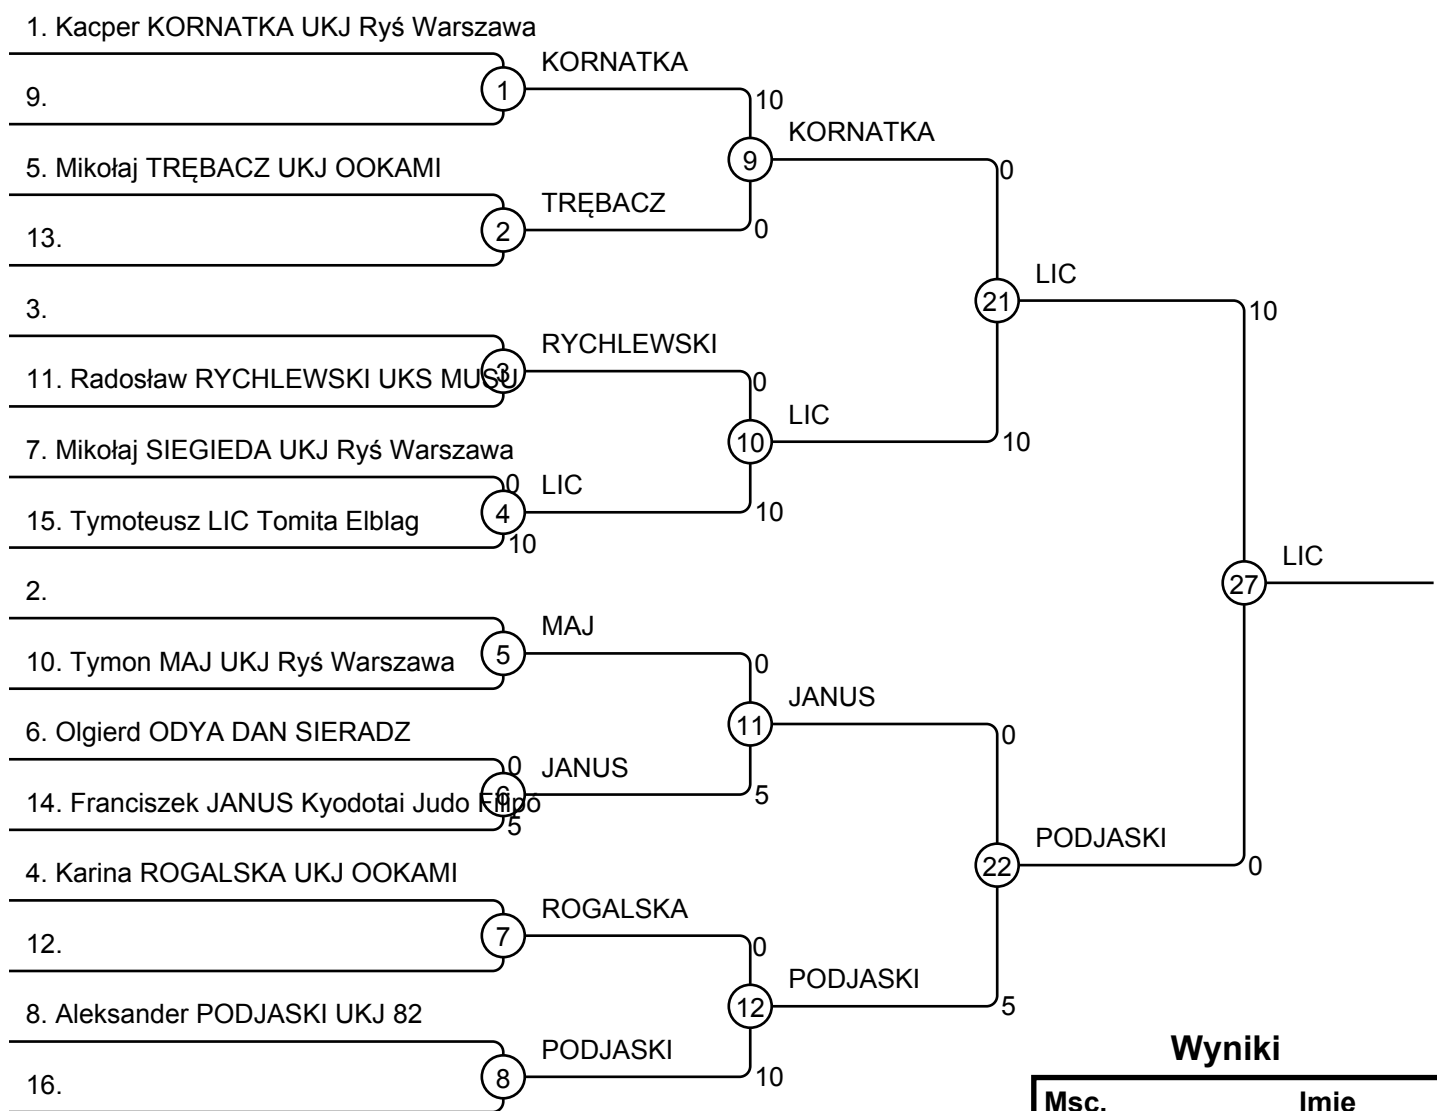 1. Kacper KORNATKA UKJ Ryś Warszawa
KORNATKA
9.
1
10
KORNATKA
9
0
5. Mikołaj TRĘBACZ UKJ OOKAMI
TRĘBACZ
13.
2
0
LIC
21
10
3.
RYCHLEWSKI
11. Radosław RYCHLEWSKI UKS MUSU
3
0
LIC
10
10
7. Mikołaj SIEGIEDA UKJ Ryś Warszawa
0
LIC
15. Tymoteusz LIC Tomita Elblag
4
10
10
LIC
27
2.
MAJ
10. Tymon MAJ UKJ Ryś Warszawa
5
0
JANUS
11
0
6. Olgierd ODYA DAN SIERADZ
0
JANUS
14. Franciszek JANUS Kyodotai Judo Filipó
6
5
5
PODJASKI
22
0
4. Karina ROGALSKA UKJ OOKAMI
ROGALSKA
12.
7
0
PODJASKI
12
5
8. Aleksander PODJASKI UKJ 82
PODJASKI
16.
8
10
Wyniki
Msc. Imię